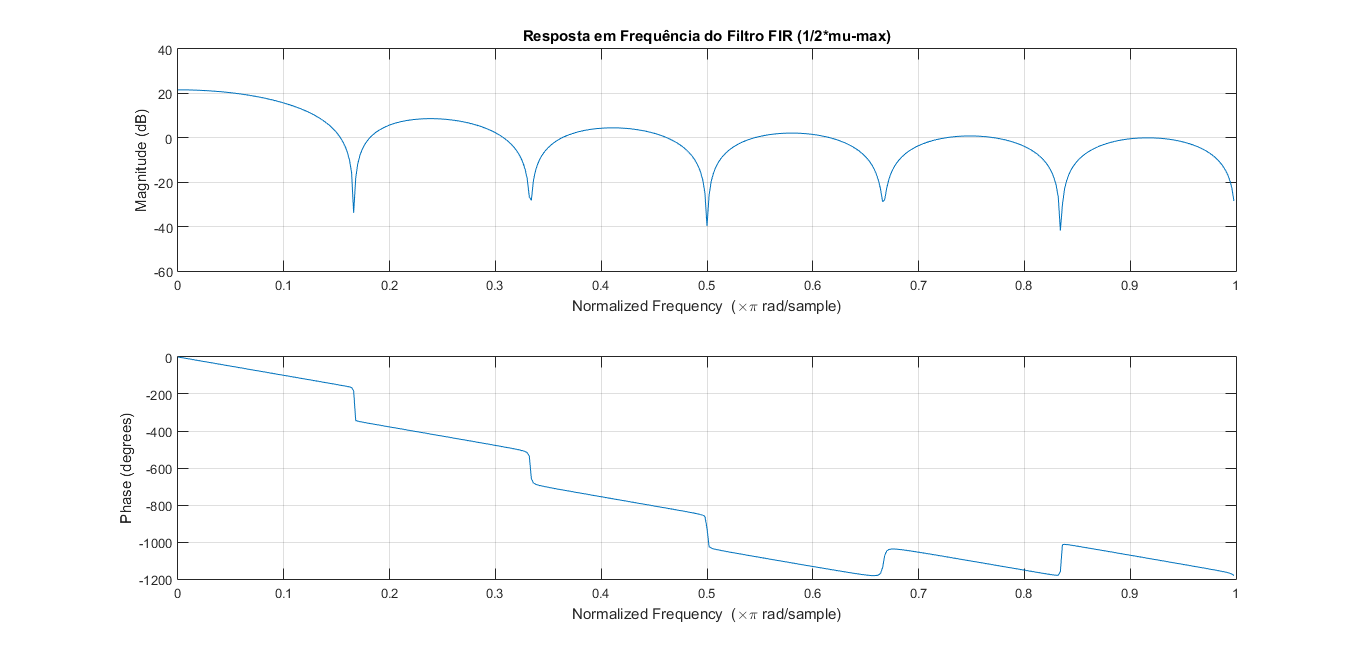 Resposta em Frequência do Filtro FIR (1/2*mu-max)
40
20
0
-20
-40
-60
Magnitude (dB)
0 0.1 0.2 0.3 0.4 0.5 0.6 0.7 0.8 0.9 1
Normalized Frequency (×π rad/sample)
0
-200
-400
-600
-800
-1000
-1200
Phase (degrees)
0 0.1 0.2 0.3 0.4 0.5 0.6 0.7 0.8 0.9 1
Normalized Frequency (×π rad/sample)